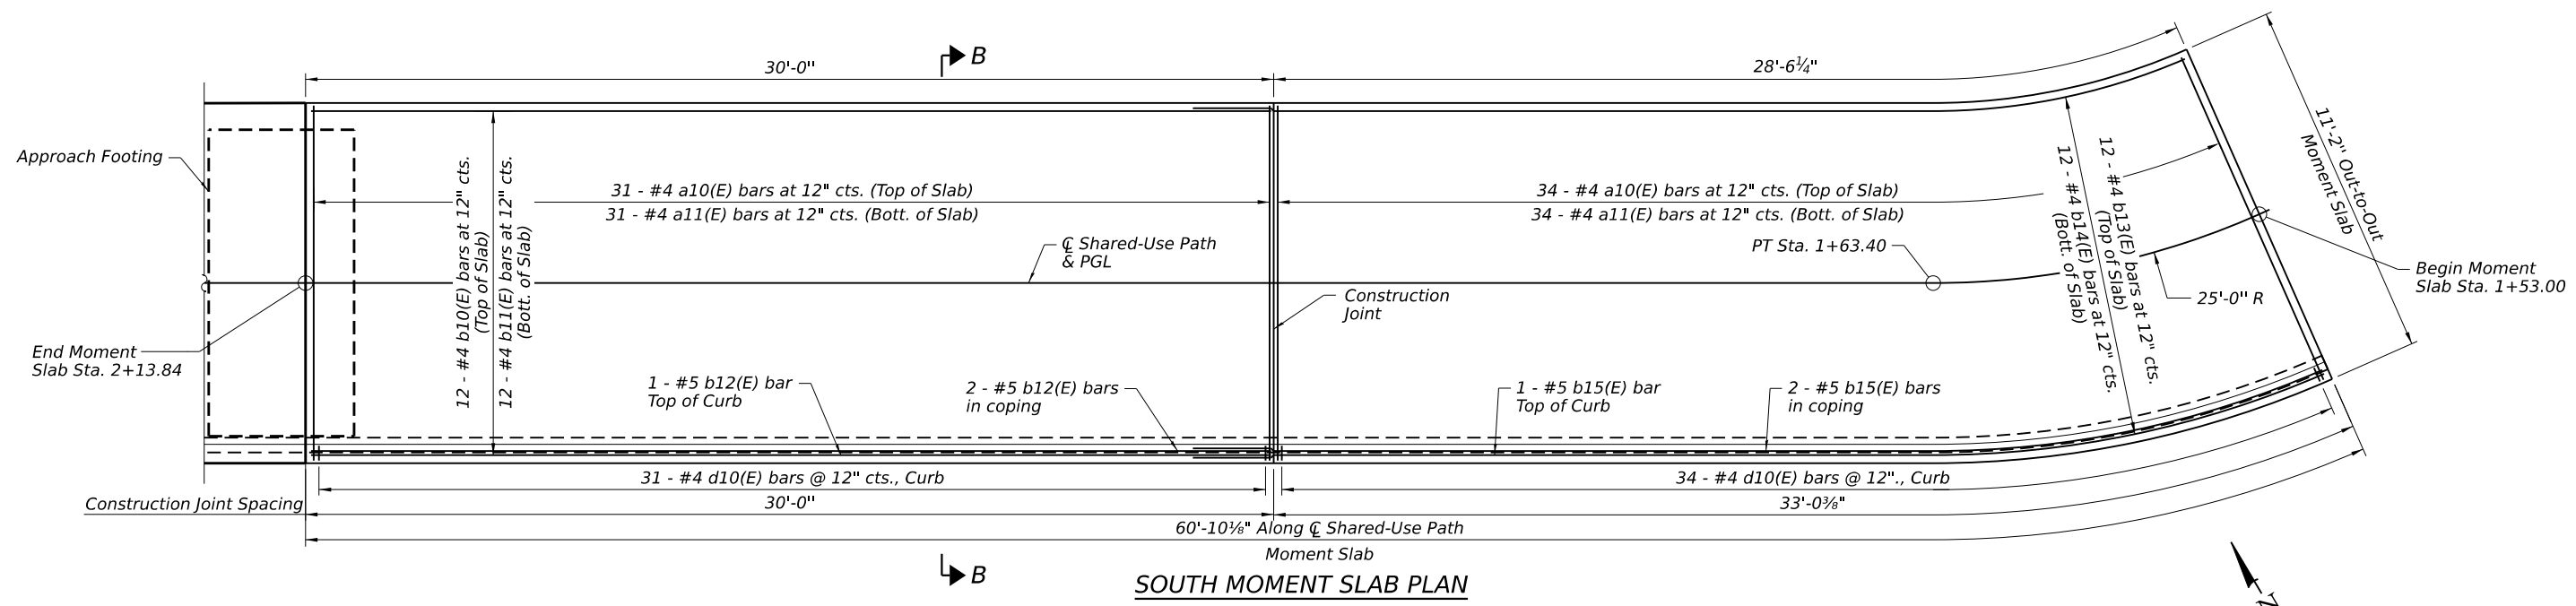 B
30'-0"
28'-6¼"
11'-2" Out-to-Out
Moment Slab
Approach Footing
12 - #4 b10(E) bars at 12" cts.
(Top of Slab)
12 - #4 b11(E) bars at 12" cts.
(Bott. of Slab)
31 - #4 a10(E) bars at 12" cts. (Top of Slab)
31 - #4 a11(E) bars at 12" cts. (Bott. of Slab)
34 - #4 a10(E) bars at 12" cts. (Top of Slab)
34 - #4 a11(E) bars at 12" cts. (Bott. of Slab)
12 - #4 b13(E) bars at 12" cts.
(Top of Slab)
12 - #4 b14(E) bars at 12" cts.
(Bott. of Slab)
℄ Shared-Use Path
& PGL
PT Sta. 1+63.40
Construction
Joint
25'-0" R
Begin Moment
Slab Sta. 1+53.00
End Moment
Slab Sta. 2+13.84
1 - #5 b12(E) bar
Top of Curb
2 - #5 b12(E) bars
in coping
1 - #5 b15(E) bar
Top of Curb
2 - #5 b15(E) bars
in coping
31 - #4 d10(E) bars @ 12" cts., Curb
34 - #4 d10(E) bars @ 12"., Curb
Construction Joint Spacing
30'-0"
33'-0⅜"
60'-10⅛" Along ℄ Shared-Use Path
Moment Slab
B
SOUTH MOMENT SLAB PLAN
N